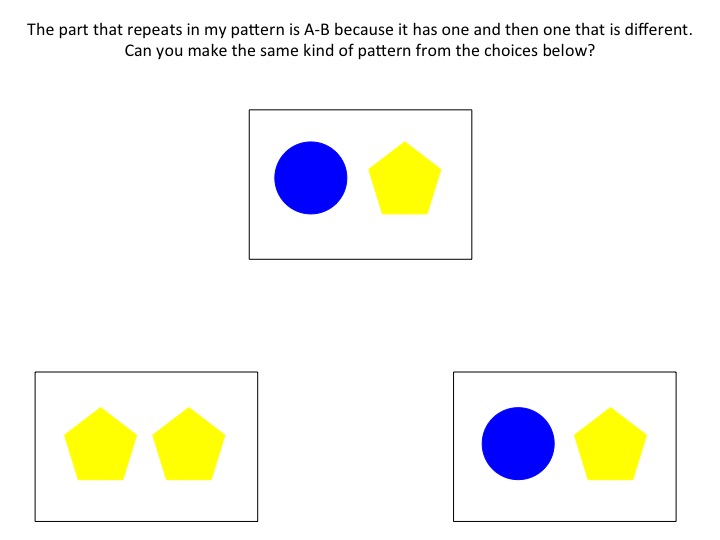 The part that repeats in my pattern is A-B because it has one and then one that is different.
Can you make the same kind of pattern from the choices below?